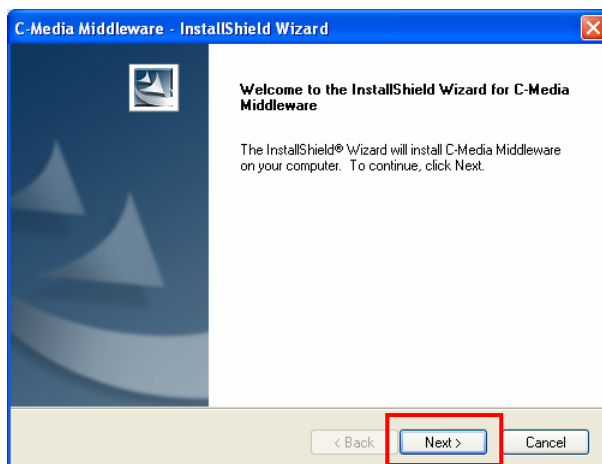 C-Media Middleware - InstallShield Wizard
Welcome to the InstallShield Wizard for C-Media
Middleware
The InstallShield® Wizard will install C-Media Middleware
on your computer. To continue, click Next.
< Back
Next >
Cancel